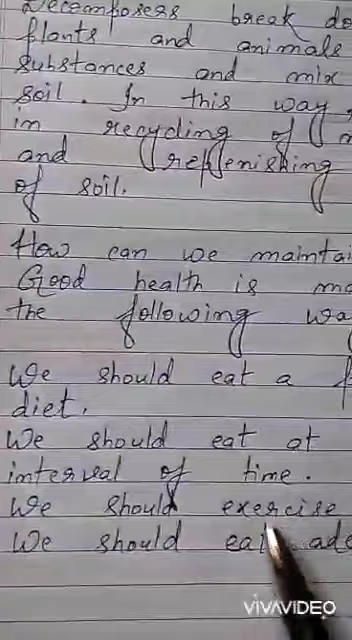 Decomposers break do
plants and animals
substances and mix
soil. In this way
in recycling of
and replenishing
of soil.
How can we maintai
Good health is ma
the following wa
We should eat a
diet.
We should eat at
interval of time.
We should exercise
We should eat ade
VIVAVIDEO